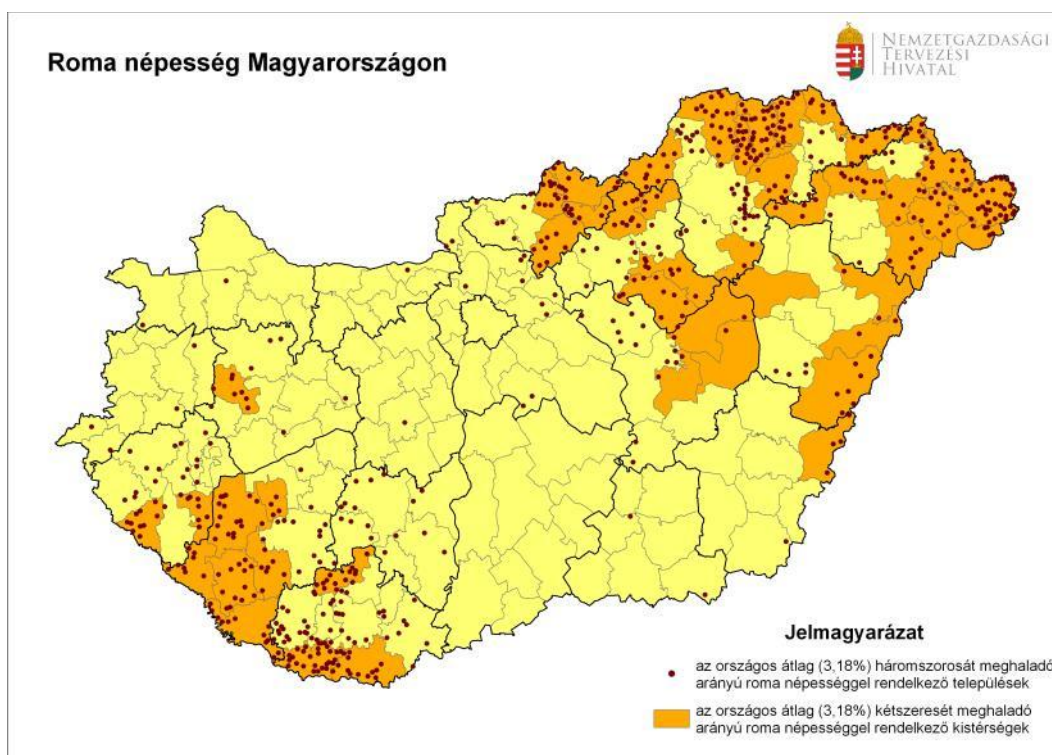 Roma népesség Magyarországon
NEMZETGAZDASÁGI
TERVEZÉSI
HIVATAL
Jelmagyarázat
az országos átlag (3,18%) háromszorosát meghaladó
arányú roma népességgel rendelkező települések
az országos átlag (3,18%) kétszeresét meghaladó
arányú roma népességgel rendelkező kistérségek